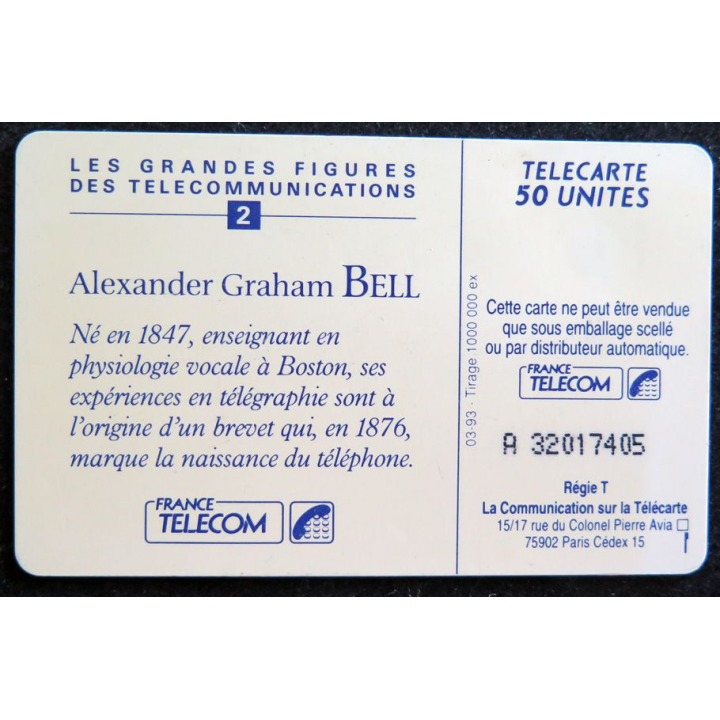 LES GRANDES FIGURES
DES TELECOMMUNICATIONS
2
Alexander Graham BELL
Né en 1847, enseignant en
physiologie vocale à Boston, ses
expériences en télégraphie sont à
l'origine d'un brevet qui, en 1876,
marque la naissance du téléphone.
FRANCE
TELECOM
03-93 - Tirage 1000 000 ex
TELECARTE
50 UNITES
Cette carte ne peut être vendue
que sous emballage scellé
ou par distributeur automatique.
FRANCE
TELECOM
A 32017405
Régie T
La Communication sur la Télécarte
15/17 rue du Colonel Pierre Avia
75902 Paris Cédex 15